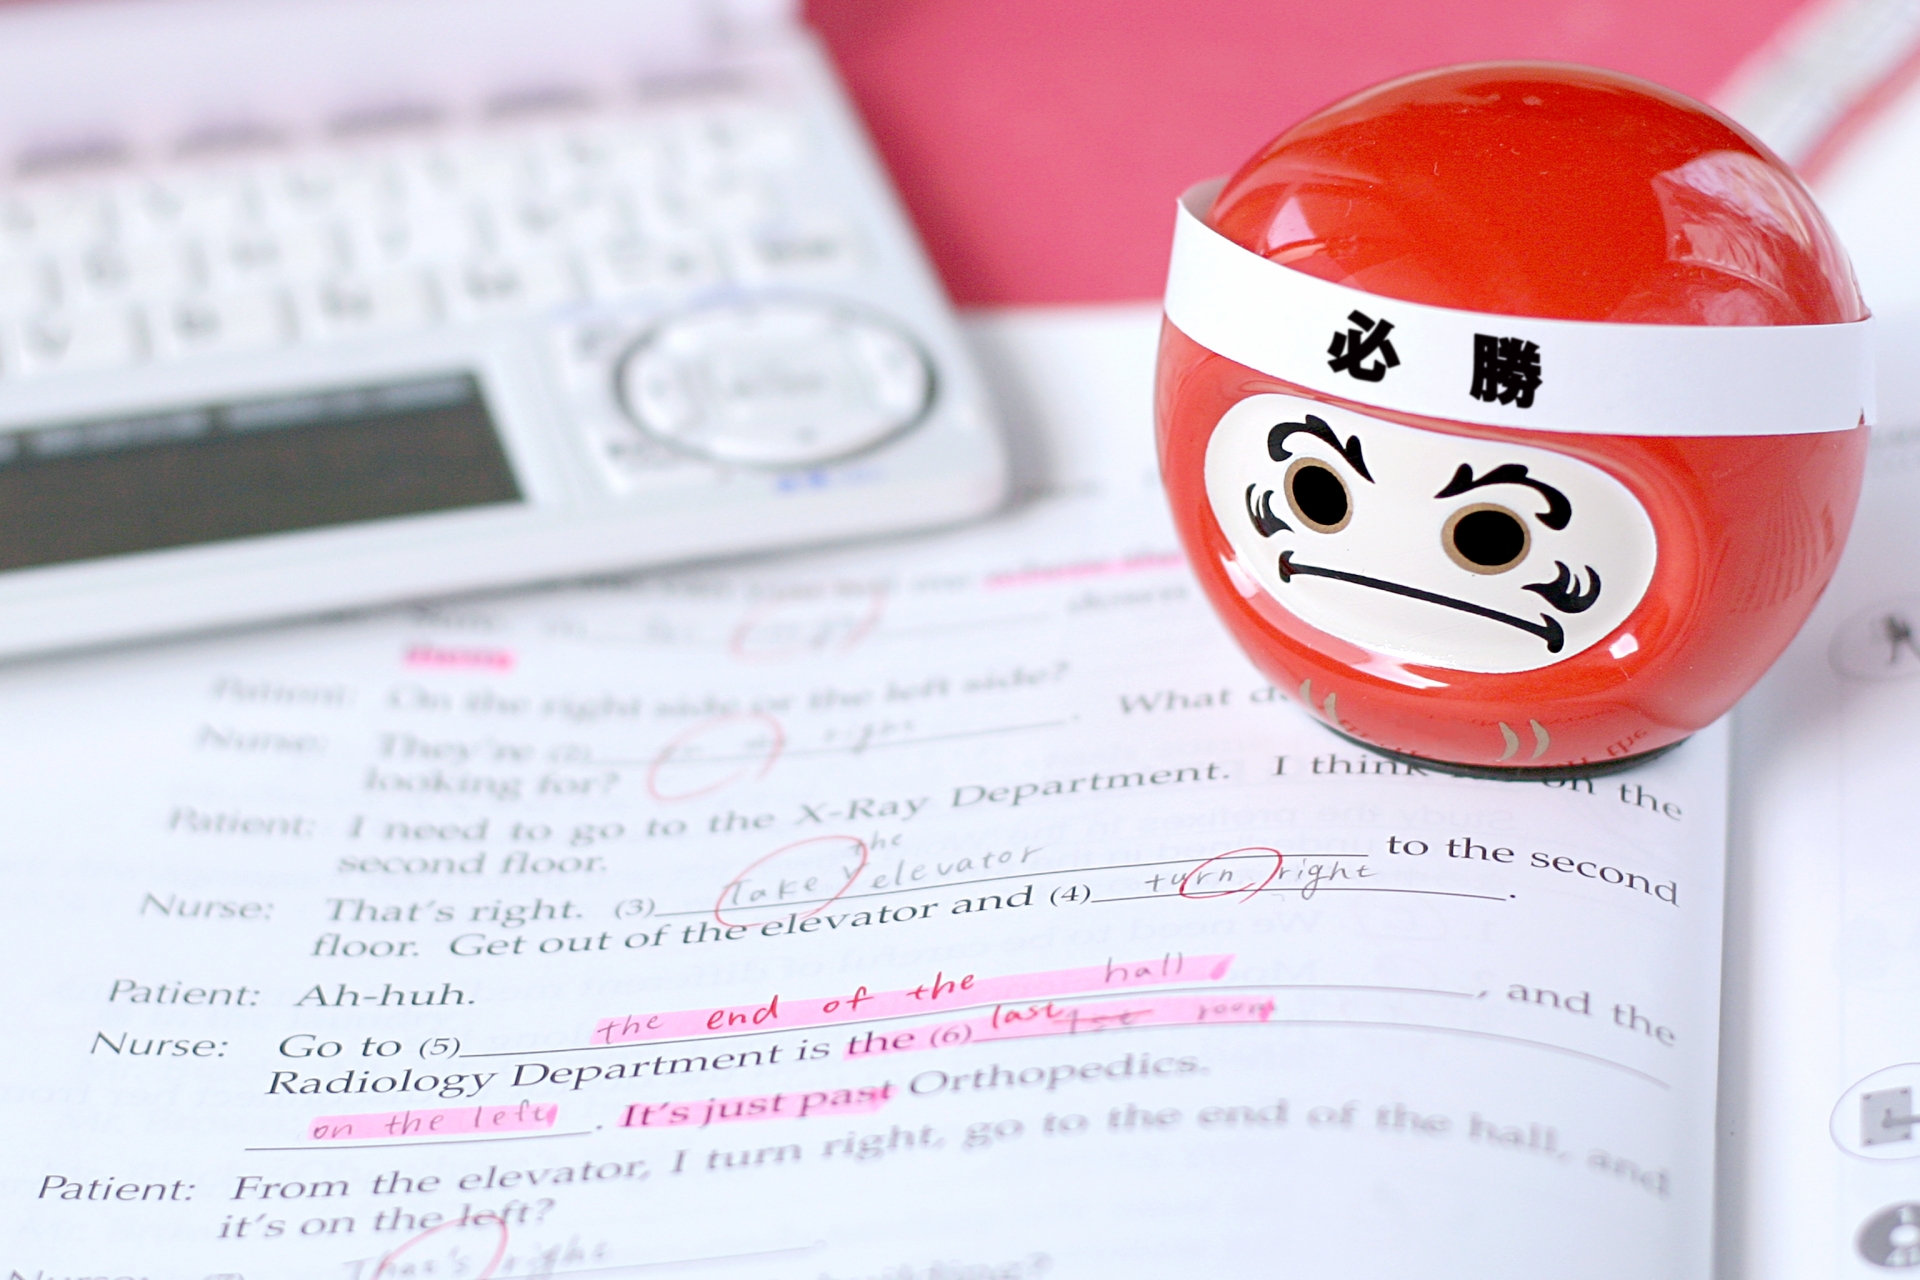 必勝
Patient: On the right side or the left side?
Nurse: They're (2) on the right . What do
looking for?
Patient: I need to go to the X-Ray Department. I think on the
second floor.
the
Nurse: That's right. (3) Take elevator to the second
floor. Get out of the elevator and (4) turn right .
Patient: Ah-huh.
Nurse: Go to (5) the end of the hall , and the
Radiology Department is the (6) last room
on the left . It's just past Orthopedics.
Patient: From the elevator, I turn right, go to the end of the hall, and
it's on the left?
Nurse: That's right
building?